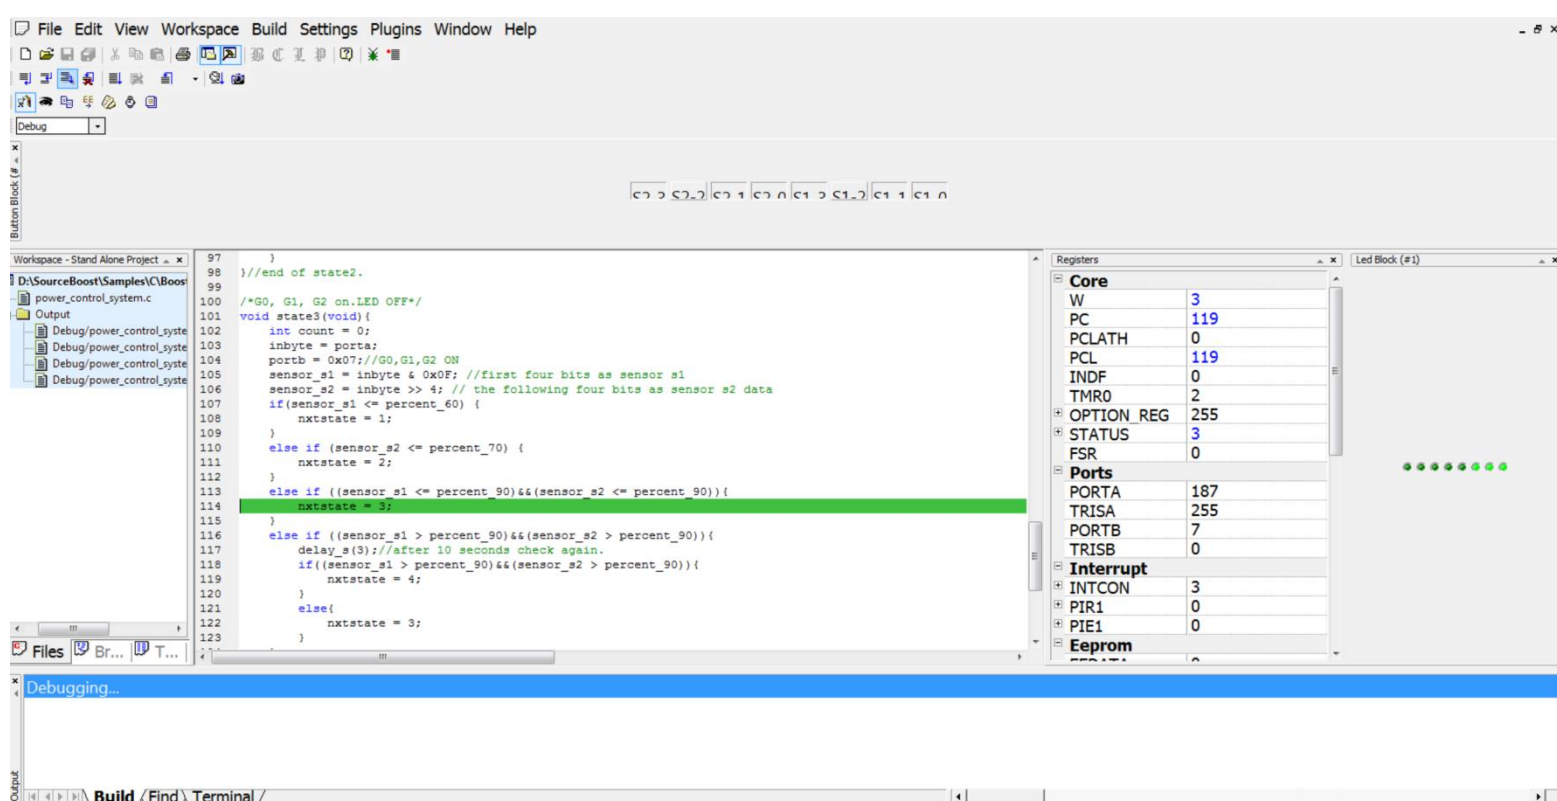 File Edit View Workspace Build Settings Plugins Window Help
Debug
Button Block (#
S2-2 S1-2
Workspace - Stand Alone Project
D:\SourceBoost\Samples\C\Boos
power_control_system.c
Output
Debug/power_control_syste
Debug/power_control_syste
Debug/power_control_syste
Debug/power_control_syste
Files Br... T...
97 }
98 }//end of state2.
99
100 /*G0, G1, G2 on.LED OFF*/
101 void state3(void){
102 int count = 0;
103 inbyte = porta;
104 portb = 0x07;//G0,G1,G2 ON
105 sensor_s1 = inbyte & 0x0F; //first four bits as sensor s1
106 sensor_s2 = inbyte >> 4; // the following four bits as sensor s2 data
107 if(sensor_s1 <= percent_60) {
108 nxtstate = 1;
109 }
110 else if (sensor_s2 <= percent_70) {
111 nxtstate = 2;
112 }
113 else if ((sensor_s1 <= percent_90)&&(sensor_s2 <= percent_90)){
114 nxtstate = 3;
115 }
116 else if ((sensor_s1 > percent_90)&&(sensor_s2 > percent_90)){
117 delay_s(3);//after 10 seconds check again.
118 if((sensor_s1 > percent_90)&&(sensor_s2 > percent_90)){
119 nxtstate = 4;
120 }
121 else{
122 nxtstate = 3;
123 }
Registers
Core
W 3
PC 119
PCLATH 0
PCL 119
INDF 0
TMR0 2
OPTION_REG 255
STATUS 3
FSR 0
Ports
PORTA 187
TRISA 255
PORTB 7
TRISB 0
Interrupt
INTCON 3
PIR1 0
PIE1 0
Eeprom
Led Block (#1)
Debugging...
Output
Build Find Terminal